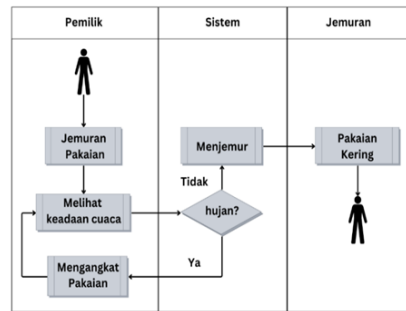 Pemilik
Sistem
Jemuran
Jemuran
Pakaian
Menjemur
Pakaian
Kering
Tidak
Melihat
keadaan cuaca
hujan?
Ya
Mengangkat
Pakaian